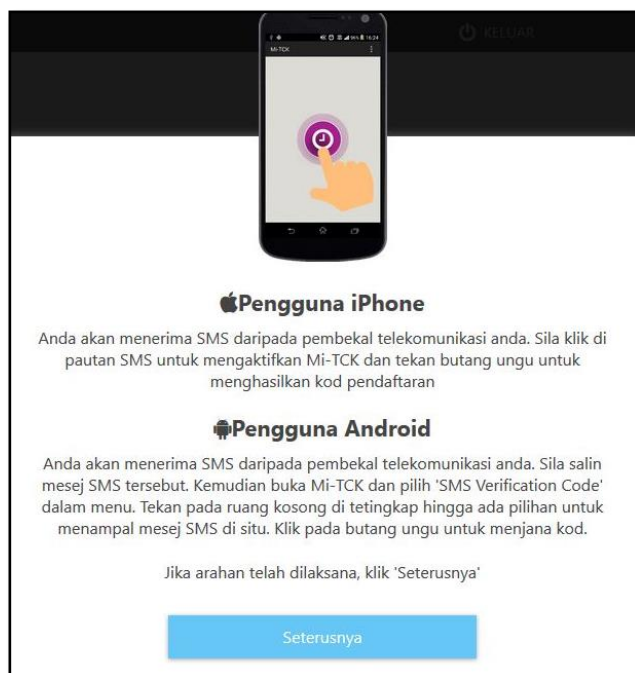 KELUAR
16:24
Mi-TCK
Pengguna iPhone
Anda akan menerima SMS daripada pembekal telekomunikasi anda. Sila klik di
pautan SMS untuk mengaktifkan Mi-TCK dan tekan butang ungu untuk
menghasilkan kod pendaftaran
Pengguna Android
Anda akan menerima SMS daripada pembekal telekomunikasi anda. Sila salin
mesej SMS tersebut. Kemudian buka Mi-TCK dan pilih 'SMS Verification Code'
dalam menu. Tekan pada ruang kosong di tetingkap hingga ada pilihan untuk
menampal mesej SMS di situ. Klik pada butang ungu untuk menjana kod.
Jika arahan telah dilaksana, klik 'Seterusnya'
Seterusnya